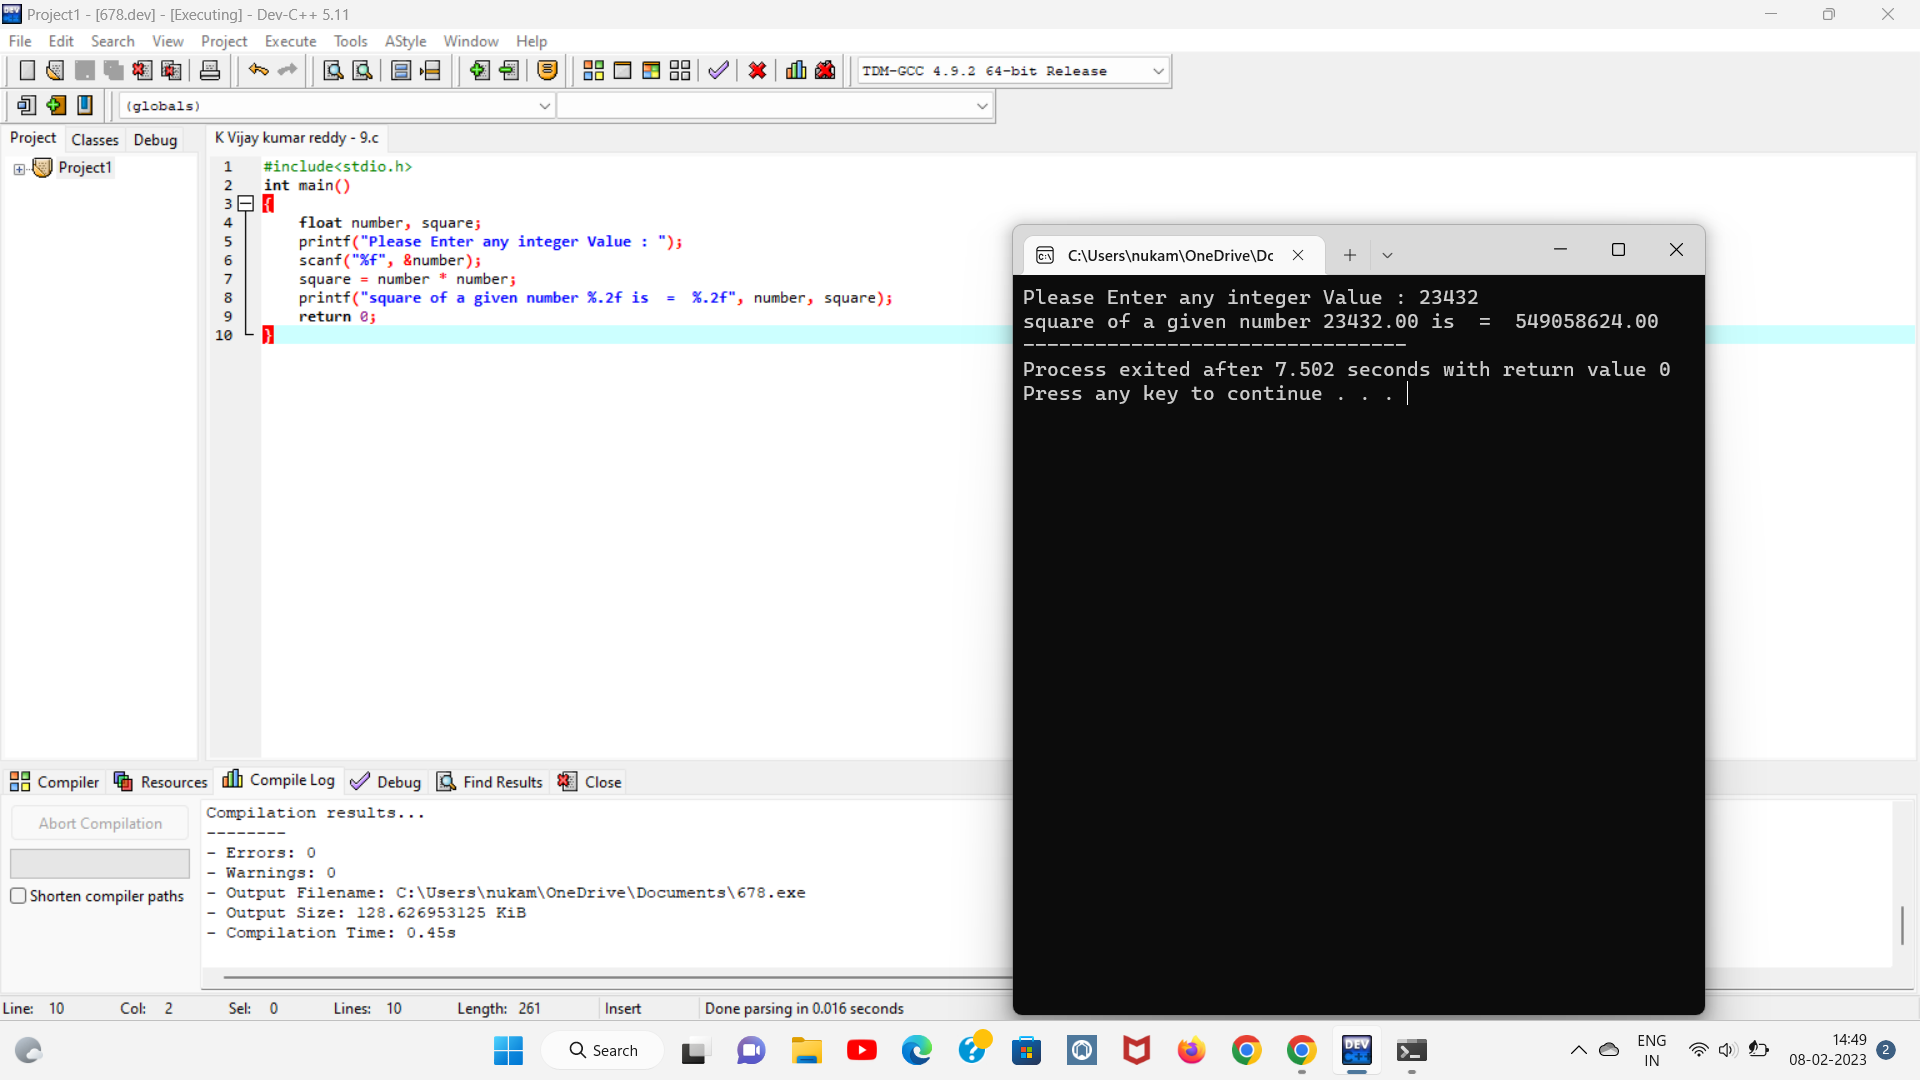 Project1 - [678.dev] - [Executing] - Dev-C++ 5.11
File Edit Search View Project Execute Tools AStyle Window Help
TDM-GCC 4.9.2 64-bit Release
(globals)
Project Classes Debug
K Vijay kumar reddy - 9.c
Project1
1 #include<stdio.h>
2 int main()
3 {
4 float number, square;
5 printf("Please Enter any integer Value : ");
6 scanf("%f", &number);
7 square = number * number;
8 printf("square of a given number %.2f is  =  %.2f", number, square);
9 return 0;
10 }
C:\Users\nukam\OneDrive\Dc
Please Enter any integer Value : 23432
square of a given number 23432.00 is  =  549058624.00
--------------------------------
Process exited after 7.502 seconds with return value 0
Press any key to continue . . .
Compiler Resources Compile Log Debug Find Results Close
Abort Compilation
Shorten compiler paths
Compilation results...
--------
- Errors: 0
- Warnings: 0
- Output Filename: C:\Users\nukam\OneDrive\Documents\678.exe
- Output Size: 128.626953125 KiB
- Compilation Time: 0.45s
Line: 10 Col: 2 Sel: 0 Lines: 10 Length: 261 Insert Done parsing in 0.016 seconds
Search
DEV C++
ENG
IN
14:49
08-02-2023
2